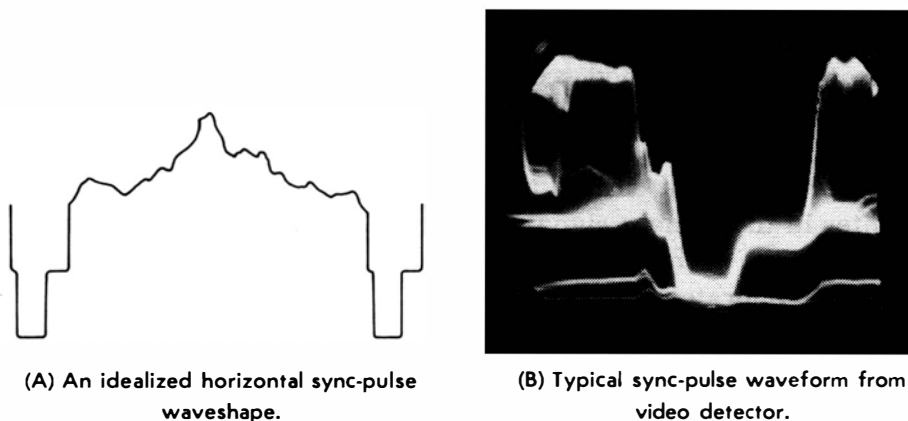 (A) An idealized horizontal sync-pulse
waveshape.
(B) Typical sync-pulse waveform from
video detector.